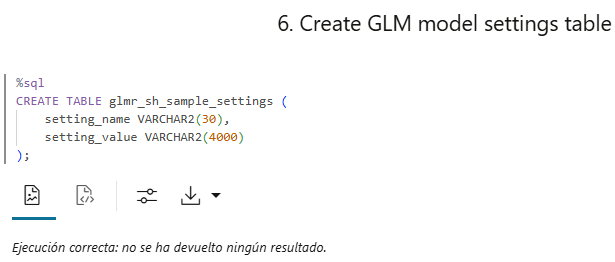 6. Create GLM model settings table
%sql
CREATE TABLE glmr_sh_sample_settings (
    setting_name VARCHAR2(30),
    setting_value VARCHAR2(4000)
);
Ejecución correcta: no se ha devuelto ningún resultado.